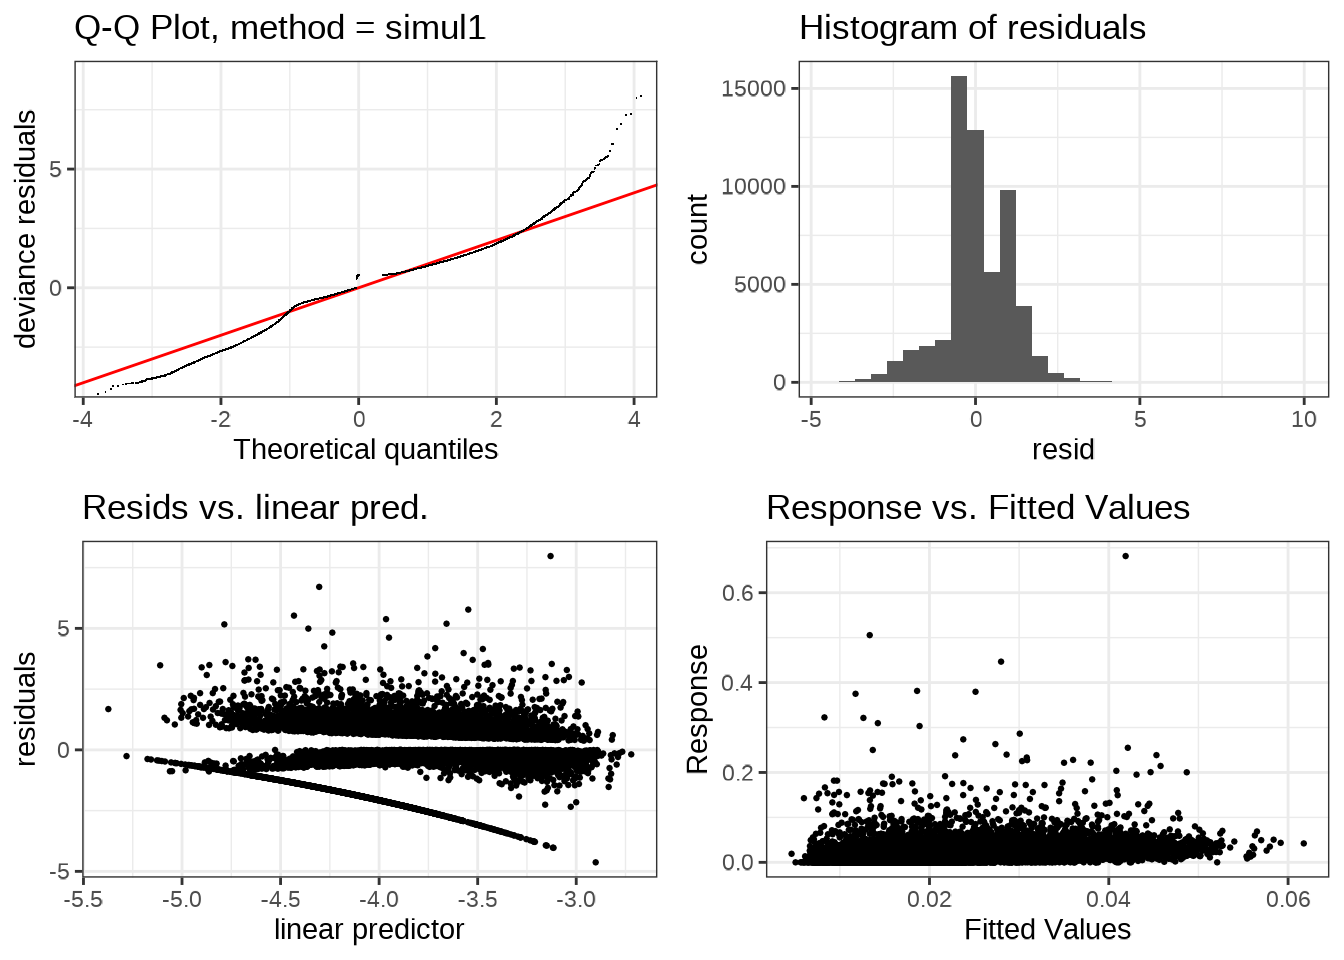 Q-Q Plot, method = simul1
deviance residuals
5
0
-4
-2
0
2
4
Theoretical quantiles
Histogram of residuals
count
15000
10000
5000
0
-5
0
5
10
resid
Resids vs. linear pred.
residuals
5
0
-5
-5.5
-5.0
-4.5
-4.0
-3.5
-3.0
linear predictor
Response vs. Fitted Values
Response
0.6
0.4
0.2
0.0
0.02
0.04
0.06
Fitted Values